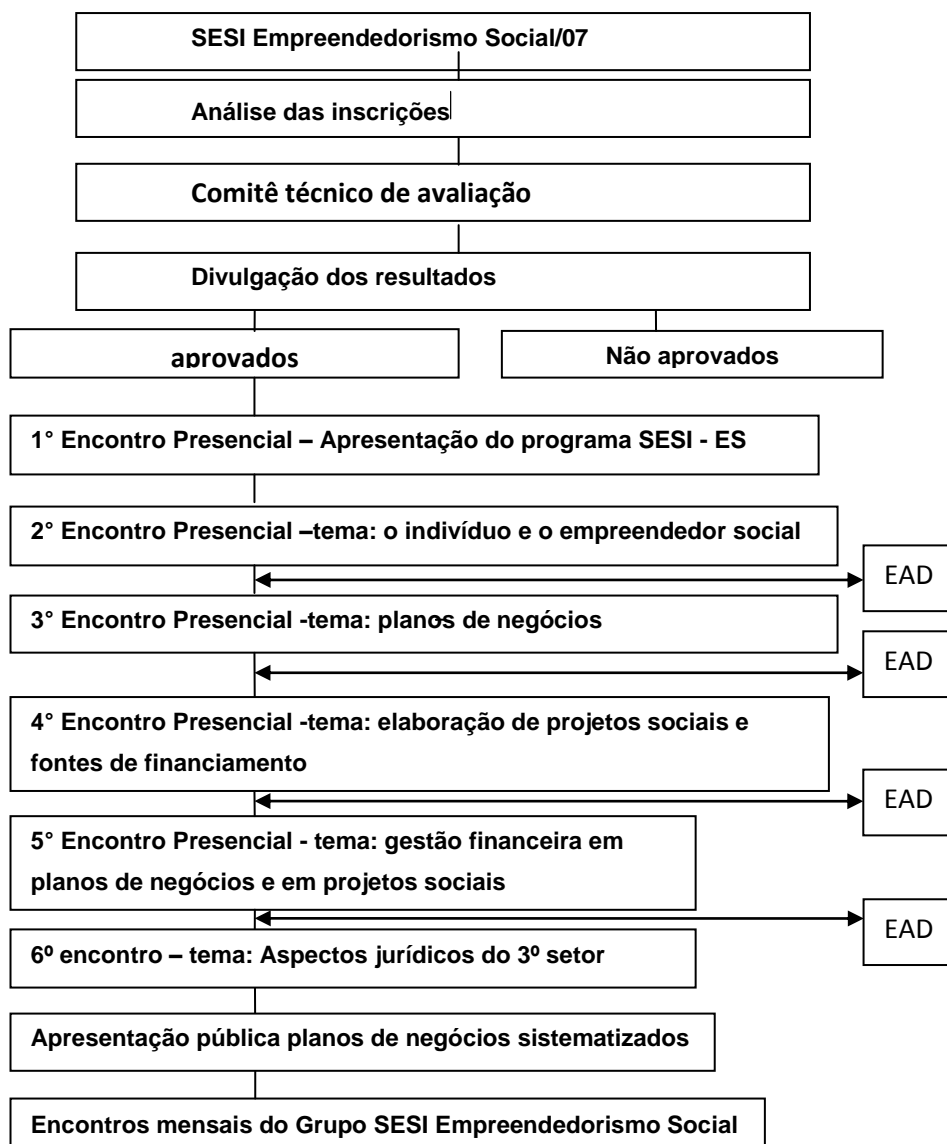 SESI Empreendedorismo Social/07
Análise das inscrições
Comitê técnico de avaliação
Divulgação dos resultados
aprovados
Não aprovados
1° Encontro Presencial – Apresentação do programa SESI - ES
2° Encontro Presencial –tema: o indivíduo e o empreendedor social
EAD
3° Encontro Presencial -tema: planos de negócios
EAD
4° Encontro Presencial -tema: elaboração de projetos sociais e
fontes de financiamento
EAD
5° Encontro Presencial - tema: gestão financeira em
planos de negócios e em projetos sociais
EAD
6º encontro – tema: Aspectos jurídicos do 3º setor
Apresentação pública planos de negócios sistematizados
Encontros mensais do Grupo SESI Empreendedorismo Social